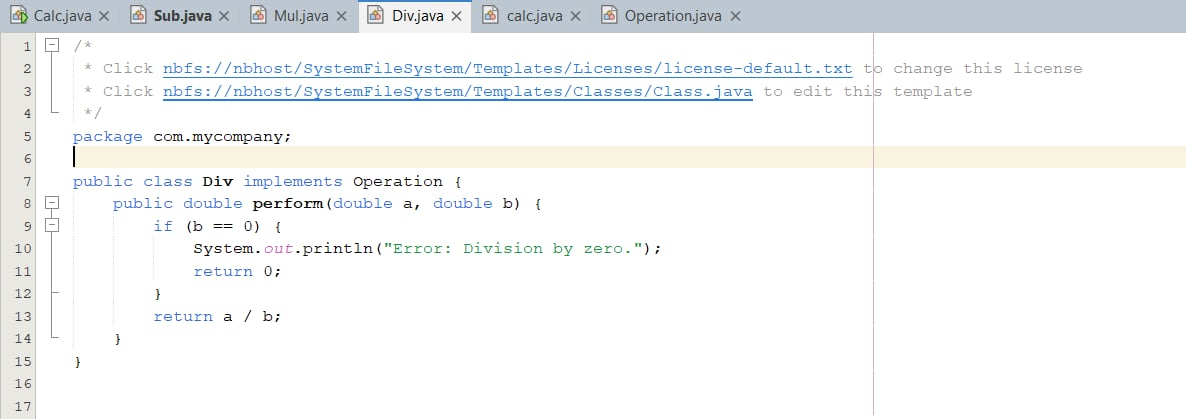 Calc.java Sub.java Mul.java Div.java calc.java Operation.java
1 /*
2 * Click nbfs://nbhost/SystemFileSystem/Templates/Licenses/license-default.txt to change this license
3 * Click nbfs://nbhost/SystemFileSystem/Templates/Classes/Class.java to edit this template
4 */
5 package com.mycompany;
6
7 public class Div implements Operation {
8 public double perform(double a, double b) {
9 if (b == 0) {
10 System.out.println("Error: Division by zero.");
11 return 0;
12 }
13 return a / b;
14 }
15 }
16
17